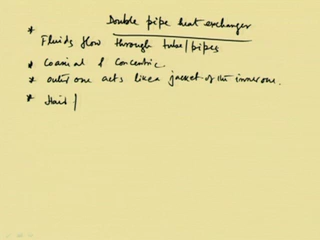 Double pipe heat exchanger
* Fluids flow through tube/pipes
* Coaxial & Concentric.
* outer one acts like a jacket of the inner one.
*